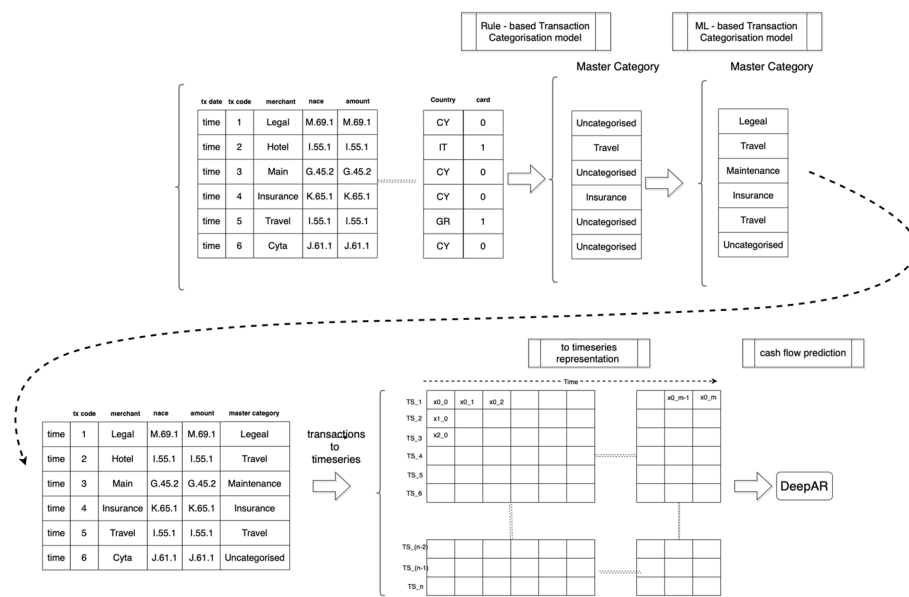 Rule - based Transaction
Categorisation model
ML - based Transaction
Categorisation model
Master Category
Master Category
tx date tx code merchant nace amount Country card
time 1 Legal M.69.1 M.69.1 CY 0 Uncategorised Legeal
time 2 Hotel I.55.1 I.55.1 IT 1 Travel Travel
time 3 Main G.45.2 G.45.2 CY 0 Uncategorised Maintenance
time 4 Insurance K.65.1 K.65.1 CY 0 Insurance Insurance
time 5 Travel I.55.1 I.55.1 GR 1 Uncategorised Travel
time 6 Cyta J.61.1 J.61.1 CY 0 Uncategorised Uncategorised
to timeseries
representation
cash flow prediction
Time
tx code merchant nace amount master category
time 1 Legal M.69.1 M.69.1 Legeal
time 2 Hotel I.55.1 I.55.1 Travel
time 3 Main G.45.2 G.45.2 Maintenance
time 4 Insurance K.65.1 K.65.1 Insurance
time 5 Travel I.55.1 I.55.1 Travel
time 6 Cyta J.61.1 J.61.1 Uncategorised
transactions
to
timeseries
TS_1 x0_0 x0_1 x0_2 x0_m-1 x0_m
TS_2 x1_0
TS_3 x2_0
TS_4
TS_5
TS_6
TS_(n-2)
TS_(n-1)
TS_n
DeepAR